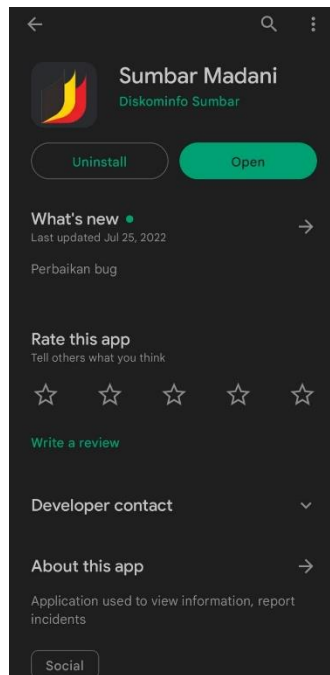 Sumbar Madani
Diskominfo Sumbar
Uninstall
Open
What's new
Last updated Jul 25, 2022
Perbaikan bug
Rate this app
Tell others what you think
Write a review
Developer contact
About this app
Application used to view information, report
incidents
Social